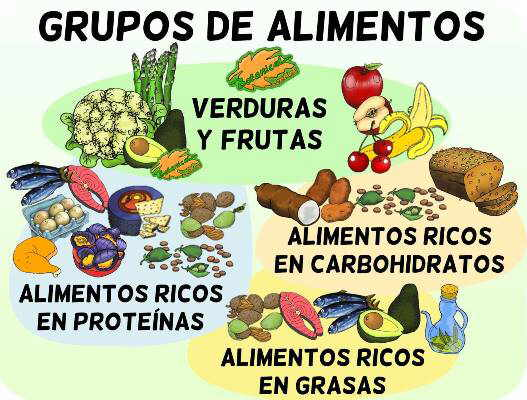 GRUPOS DE ALIMENTOS
VERDURAS
Y FRUTAS
ALIMENTOS RICOS
EN CARBOHIDRATOS
ALIMENTOS RICOS
EN PROTEÍNAS
ALIMENTOS RICOS
EN GRASAS